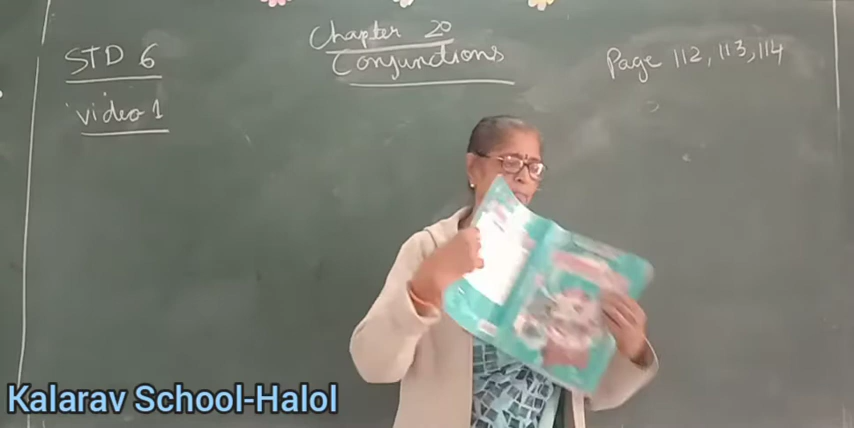 STD 6
Video 1
Chapter 20
Conjunctions
Page 112, 113, 114
Kalarav School-Halol